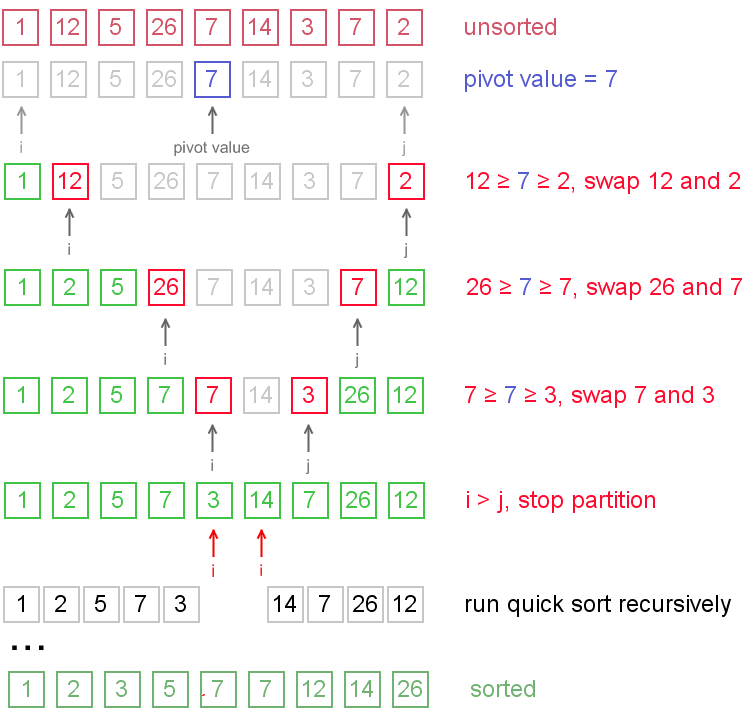 1 12 5 26 7 14 3 7 2 unsorted
1 12 5 26 7 14 3 7 2 pivot value = 7
i pivot value j
1 12 5 26 7 14 3 7 2 12 ≥ 7 ≥ 2, swap 12 and 2
i j
1 2 5 26 7 14 3 7 12 26 ≥ 7 ≥ 7, swap 26 and 7
i j
1 2 5 7 7 14 3 26 12 7 ≥ 7 ≥ 3, swap 7 and 3
i j
1 2 5 7 3 14 7 26 12 i > j, stop partition
i i
1 2 5 7 3 14 7 26 12 run quick sort recursively
...
1 2 3 5 7 7 12 14 26 sorted